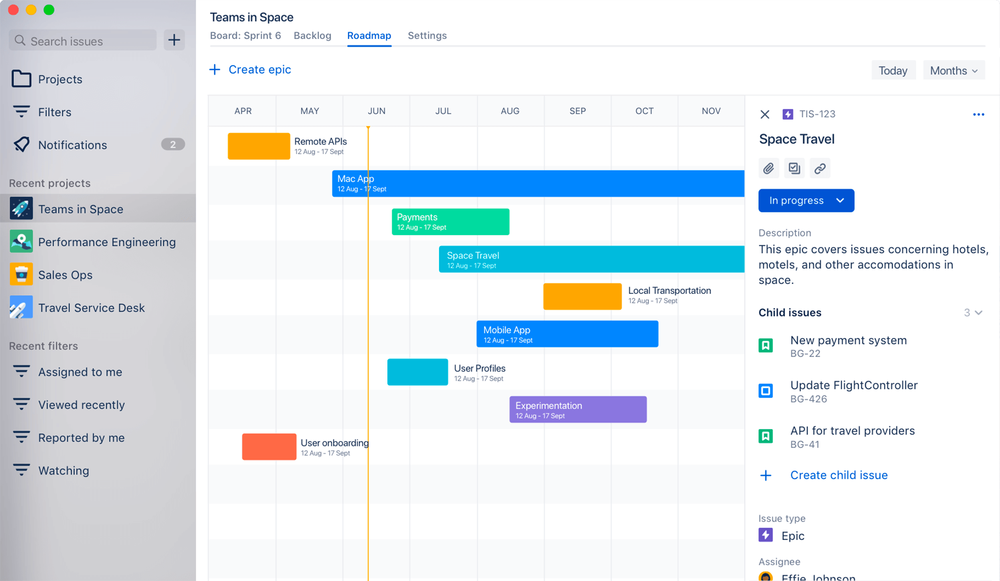 Search issues
Projects
Filters
Notifications
2
Recent projects
Teams in Space
Performance Engineering
Sales Ops
Travel Service Desk
Recent filters
Assigned to me
Viewed recently
Reported by me
Watching
Teams in Space
Board: Sprint 6 Backlog Roadmap Settings
Create epic
Today Months
APR MAY JUN JUL AUG SEP OCT NOV
Remote APIs
12 Aug - 17 Sept
Mac App
12 Aug - 17 Sept
Payments
12 Aug - 17 Sept
Space Travel
12 Aug - 17 Sept
Local Transportation
12 Aug - 17 Sept
Mobile App
12 Aug - 17 Sept
User Profiles
12 Aug - 17 Sept
Experimentation
12 Aug - 17 Sept
User onboarding
12 Aug - 17 Sept
TIS-123
Space Travel
In progress
Description
This epic covers issues concerning hotels,
motels, and other accomodations in
space.
Child issues 3
New payment system
BG-22
Update FlightController
BG-426
API for travel providers
BG-41
Create child issue
Issue type
Epic
Assignee
Effie Johnson